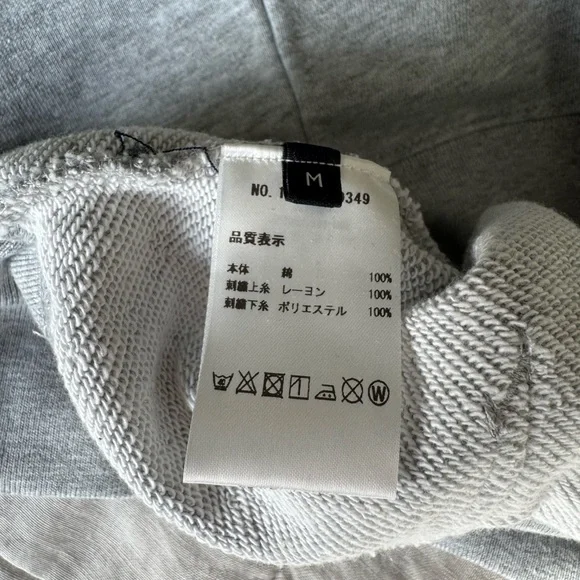 M
NO. 349
品質表示
本体 綿 100%
刺繍上糸 レーヨン 100%
刺繍下糸 ポリエステル 100%
W